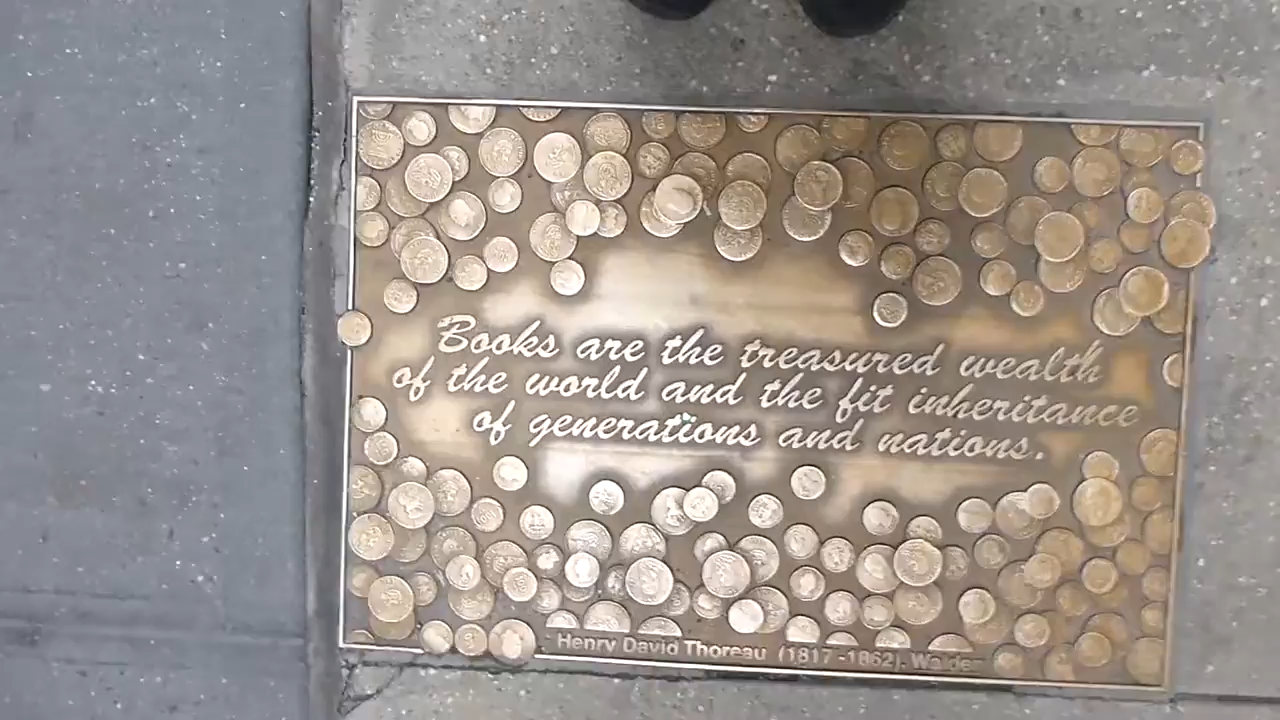 Books are the treasured wealth
of the world and the fit inheritance
of generations and nations.
Henry David Thoreau (1817-1862), Walden